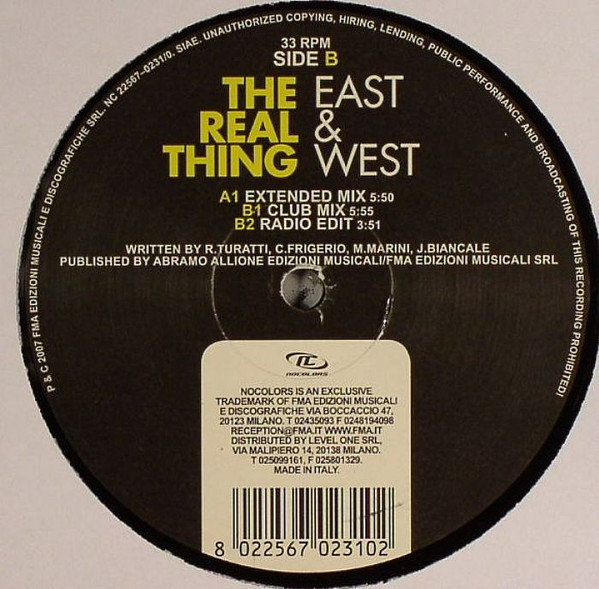 P & C 2007 FMA EDIZIONI MUSICALI E DISCOGRAFICHE SRL. NC 22567-0231/0. SIAE. UNAUTHORIZED COPYING, HIRING, LENDING, PUBLIC PERFORMANCE AND BROADCASTING OF THIS RECORDING PROHIBITED!
33 RPM
SIDE B
THE EAST
REAL &
THING WEST
A1 EXTENDED MIX 5:50
B1 CLUB MIX 5:55
B2 RADIO EDIT 3:51
WRITTEN BY R.TURATTI, C.FRIGERIO, M.MARINI, J.BIANCALE
PUBLISHED BY ABRAMO ALLIONE EDIZIONI MUSICALI/FMA EDIZIONI MUSICALI SRL
NC
NOCOLORS
NOCOLORS IS AN EXCLUSIVE
TRADEMARK OF FMA EDIZIONI MUSICALI
E DISCOGRAFICHE VIA BOCCACCIO 47,
20123 MILANO. T 02435093 F 0248194098
RECEPTION@FMA.IT WWW.FMA.IT
DISTRIBUTED BY LEVEL ONE SRL,
VIA MALIPIERO 14, 20138 MILANO.
T 025099161, F 025801329.
MADE IN ITALY.
8 022567 023102